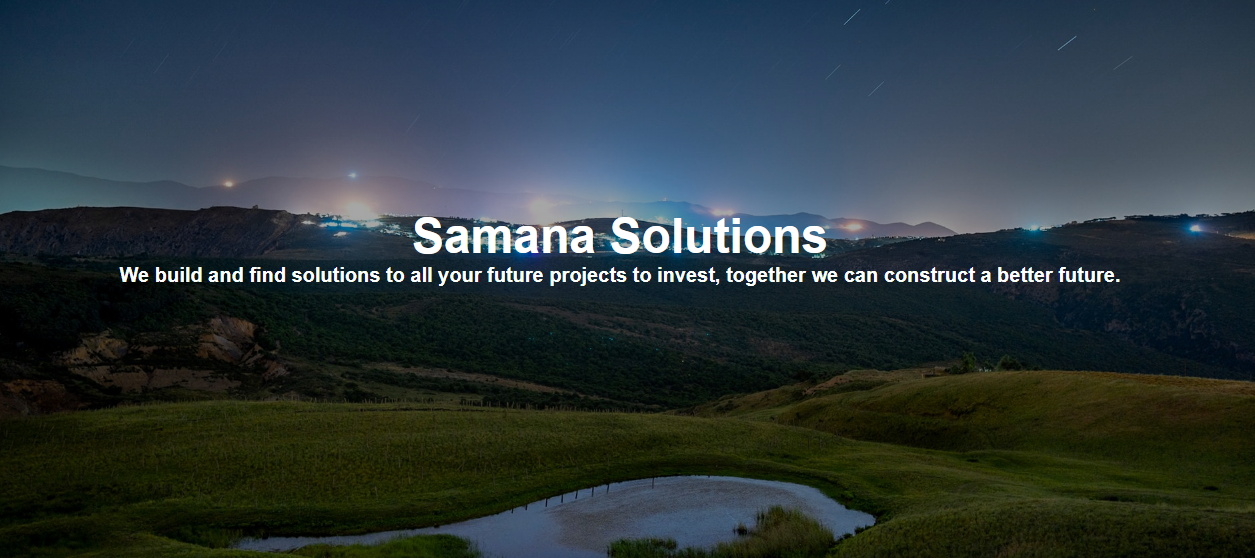 Samana Solutions
We build and find solutions to all your future projects to invest, together we can construct a better future.